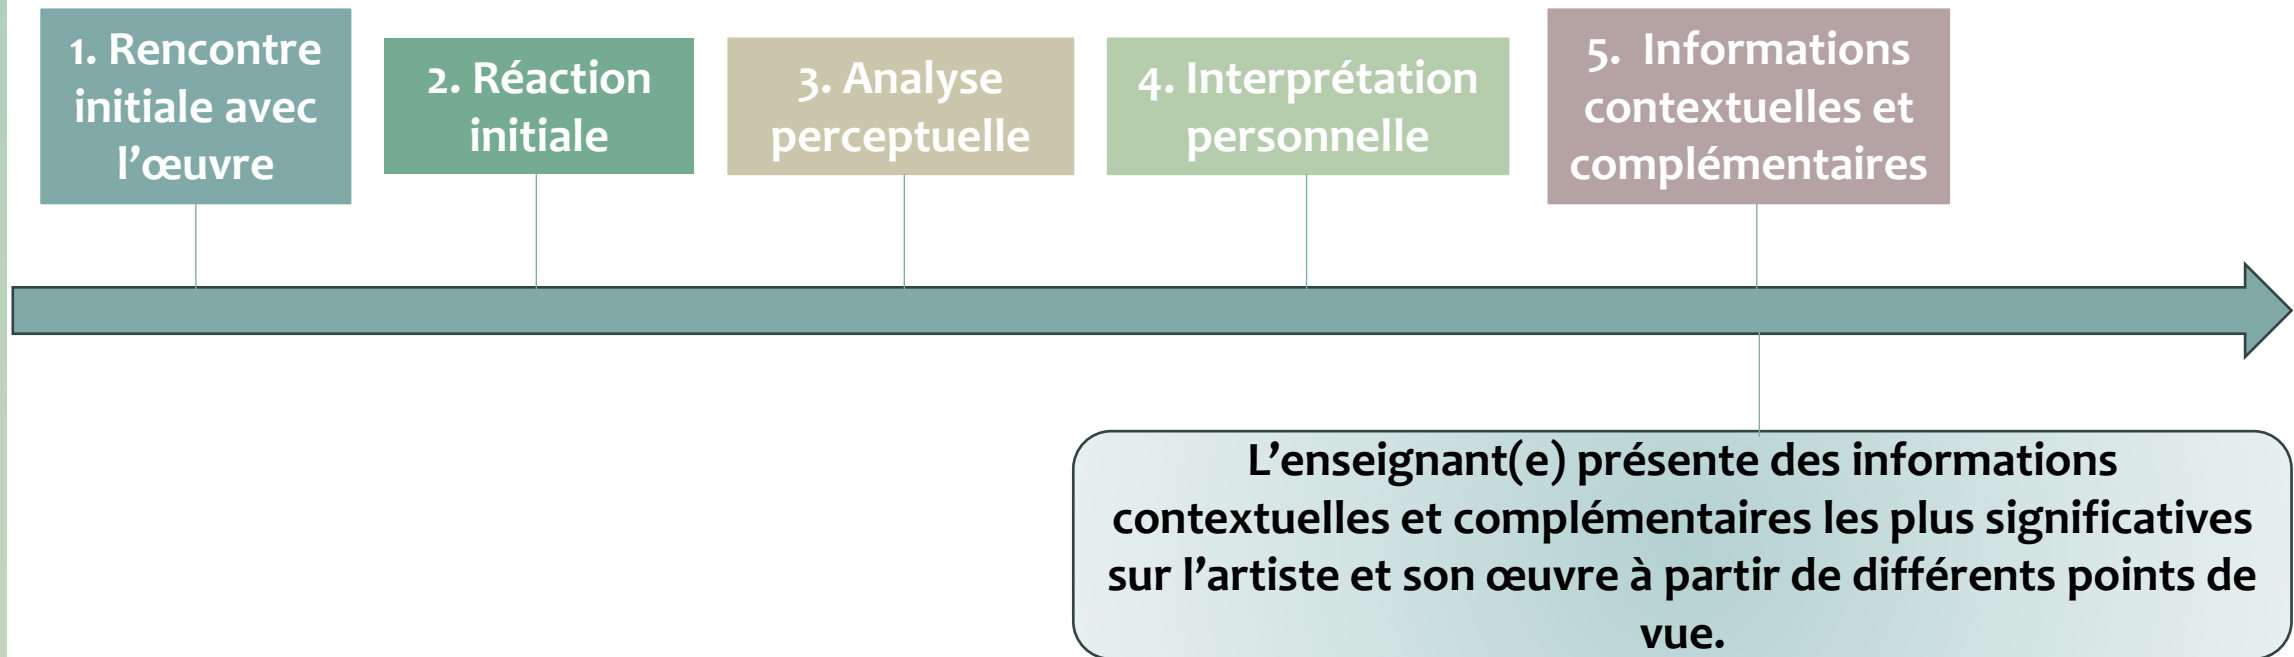 1. Rencontre
initiale avec
l’œuvre
2. Réaction
initiale
3. Analyse
perceptuelle
4. Interprétation
personnelle
5.  Informations
contextuelles et
complémentaires
L’enseignant(e) présente des informations
contextuelles et complémentaires les plus significatives
sur l’artiste et son œuvre à partir de différents points de
vue.